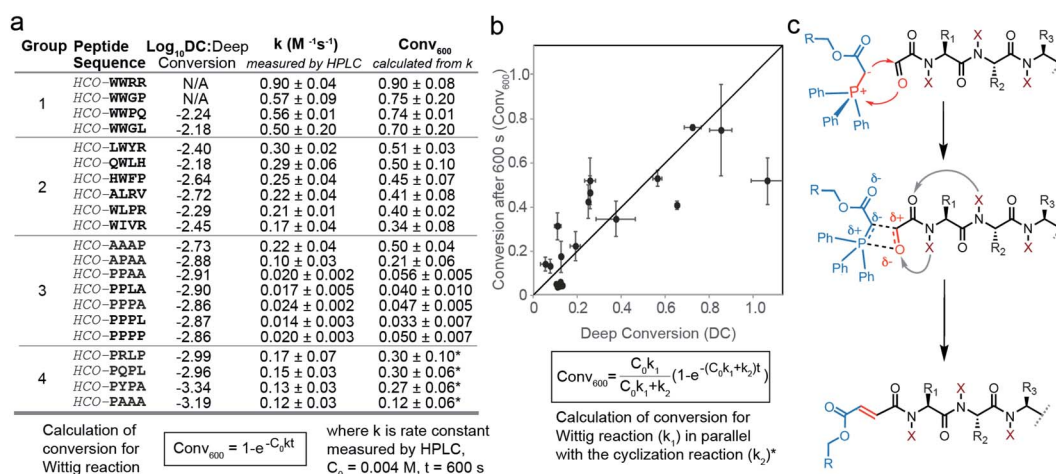 a
Group Peptide Sequence Log10DC:Deep Conversion k (M -1s-1) measured by HPLC Conv600 calculated from k
1
HCO-WWRR N/A 0.90 ± 0.04 0.90 ± 0.08
HCO-WWGP N/A 0.57 ± 0.09 0.75 ± 0.20
HCO-WWPQ -2.24 0.56 ± 0.01 0.74 ± 0.01
HCO-WWGL -2.18 0.50 ± 0.20 0.70 ± 0.20
2
HCO-LWYR -2.40 0.30 ± 0.02 0.51 ± 0.03
HCO-QWLH -2.18 0.29 ± 0.06 0.50 ± 0.10
HCO-HWFP -2.64 0.25 ± 0.04 0.45 ± 0.07
HCO-ALRV -2.72 0.22 ± 0.04 0.41 ± 0.08
HCO-WLPR -2.29 0.21 ± 0.01 0.40 ± 0.02
HCO-WIVR -2.45 0.17 ± 0.04 0.34 ± 0.08
3
HCO-AAAP -2.73 0.22 ± 0.04 0.50 ± 0.04
HCO-APAA -2.88 0.10 ± 0.03 0.21 ± 0.06
HCO-PPAA -2.91 0.020 ± 0.002 0.056 ± 0.005
HCO-PPLA -2.90 0.017 ± 0.005 0.040 ± 0.010
HCO-PPPA -2.86 0.024 ± 0.002 0.047 ± 0.005
HCO-PPPL -2.87 0.014 ± 0.003 0.033 ± 0.007
HCO-PPPP -2.86 0.020 ± 0.003 0.050 ± 0.007
4
HCO-PRLP -2.99 0.17 ± 0.07 0.30 ± 0.10*
HCO-PQPL -2.96 0.15 ± 0.03 0.30 ± 0.06*
HCO-PYPA -3.34 0.13 ± 0.03 0.27 ± 0.06*
HCO-PAAA -3.19 0.12 ± 0.03 0.12 ± 0.06*
Calculation of
conversion for
Wittig reaction
Conv600 = 1-e-C0kt
where k is rate constant
measured by HPLC,
C0 = 0.004 M, t = 600 s
b
Conversion after 600 s (Conv600)
1.0
0.8
0.6
0.4
0.2
0
0 0.2 0.4 0.6 0.8 1.0
Deep Conversion (DC)
Conv600 = C0k1 / C0k1+k2 (1-e-(C0k1+k2)t)
Calculation of conversion for
Wittig reaction (k1) in parallel
with the cyclization reaction (k2)*
c
R O O - O O R1 X O R3
P+ O N X R2 O N X
Ph Ph Ph
R O O δ- δ- δ+ O R1 X N O R3
δ+ P O δ- N X R2 O N X
Ph Ph Ph
O O R O N X R1 O X N R2 O N X R3